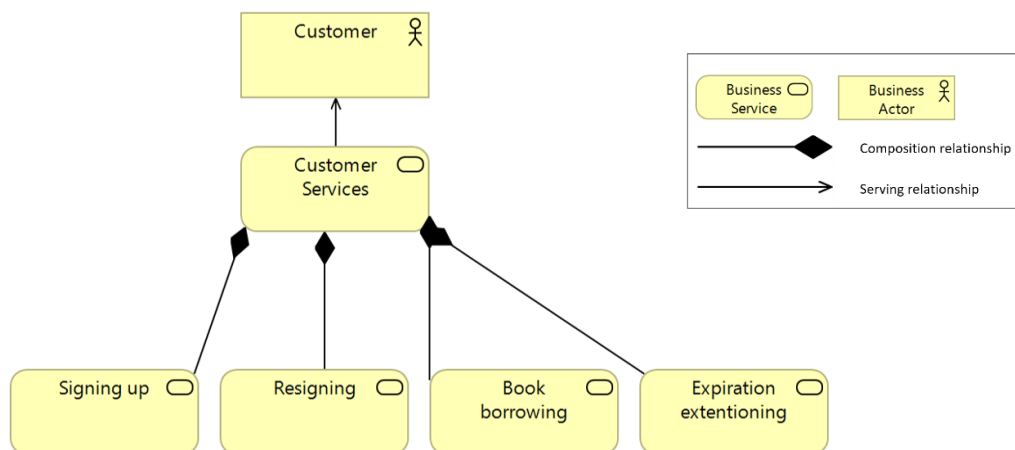 Customer
Customer
Services
Signing up
Resigning
Book
borrowing
Expiration
extentioning
Business
Service
Business
Actor
Composition relationship
Serving relationship